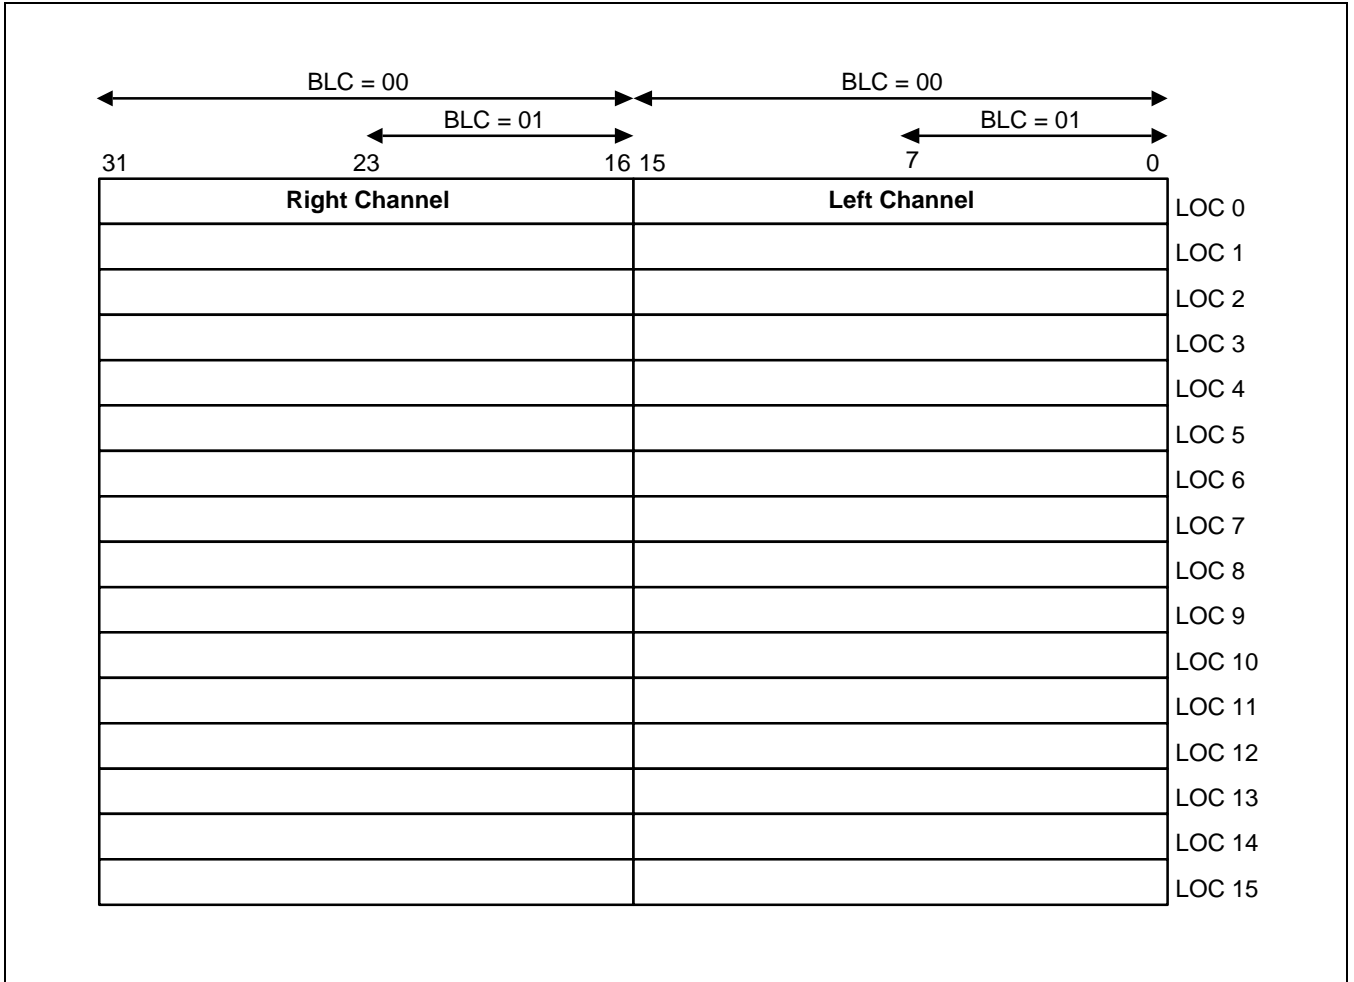 BLC = 00 BLC = 00
BLC = 01 BLC = 01
31 23 16 15 7 0
Right Channel Left Channel LOC 0
LOC 1
LOC 2
LOC 3
LOC 4
LOC 5
LOC 6
LOC 7
LOC 8
LOC 9
LOC 10
LOC 11
LOC 12
LOC 13
LOC 14
LOC 15